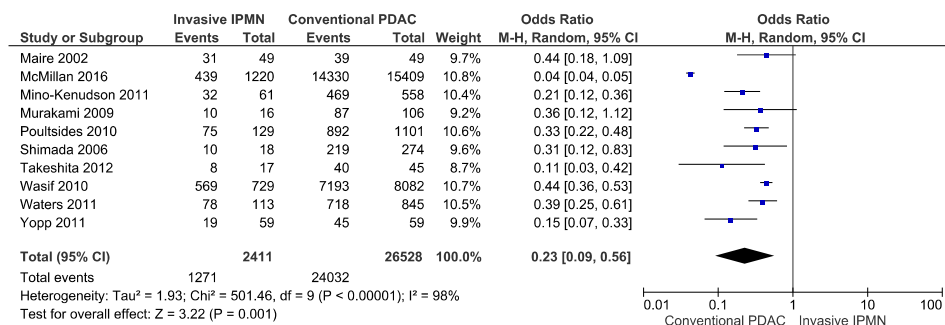 Invasive IPMN Conventional PDAC Odds Ratio Odds Ratio
Study or Subgroup Events Total Events Total Weight M-H, Random, 95% CI M-H, Random, 95% CI
Maire 2002 31 49 39 49 9.7% 0.44 [0.18, 1.09]
McMillan 2016 439 1220 14330 15409 10.8% 0.04 [0.04, 0.05]
Mino-Kenudson 2011 32 61 469 558 10.4% 0.21 [0.12, 0.36]
Murakami 2009 10 16 87 106 9.2% 0.36 [0.12, 1.12]
Poultsides 2010 75 129 892 1101 10.6% 0.33 [0.22, 0.48]
Shimada 2006 10 18 219 274 9.5% 0.31 [0.12, 0.83]
Takeshita 2012 8 17 40 45 8.7% 0.11 [0.03, 0.42]
Wasif 2010 569 729 7193 8082 10.7% 0.44 [0.36, 0.53]
Waters 2011 78 113 718 845 10.5% 0.39 [0.25, 0.61]
Yopp 2011 19 59 45 59 9.9% 0.15 [0.07, 0.33]
Total (95% CI) 2411 26528 100.0% 0.23 [0.09, 0.56]
Total events 1271 24032
Heterogeneity: Tau² = 1.93; Chi² = 501.46, df = 9 (P < 0.00001); I² = 98%
Test for overall effect: Z = 3.22 (P = 0.001)
0.01 0.1 1 10 100
Conventional PDAC Invasive IPMN